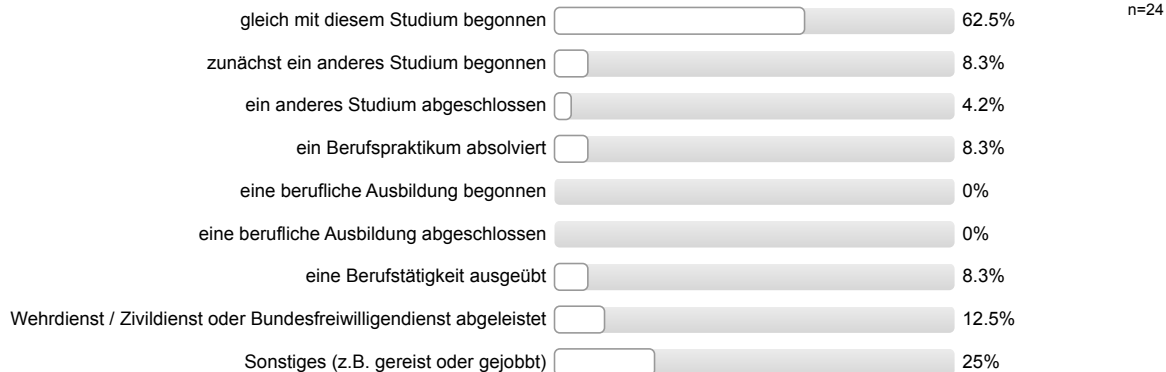 gleich mit diesem Studium begonnen 62.5% n=24
zunächst ein anderes Studium begonnen 8.3%
ein anderes Studium abgeschlossen 4.2%
ein Berufspraktikum absolviert 8.3%
eine berufliche Ausbildung begonnen 0%
eine berufliche Ausbildung abgeschlossen 0%
eine Berufstätigkeit ausgeübt 8.3%
Wehrdienst / Zivildienst oder Bundesfreiwilligendienst abgeleistet 12.5%
Sonstiges (z.B. gereist oder gejobbt) 25%